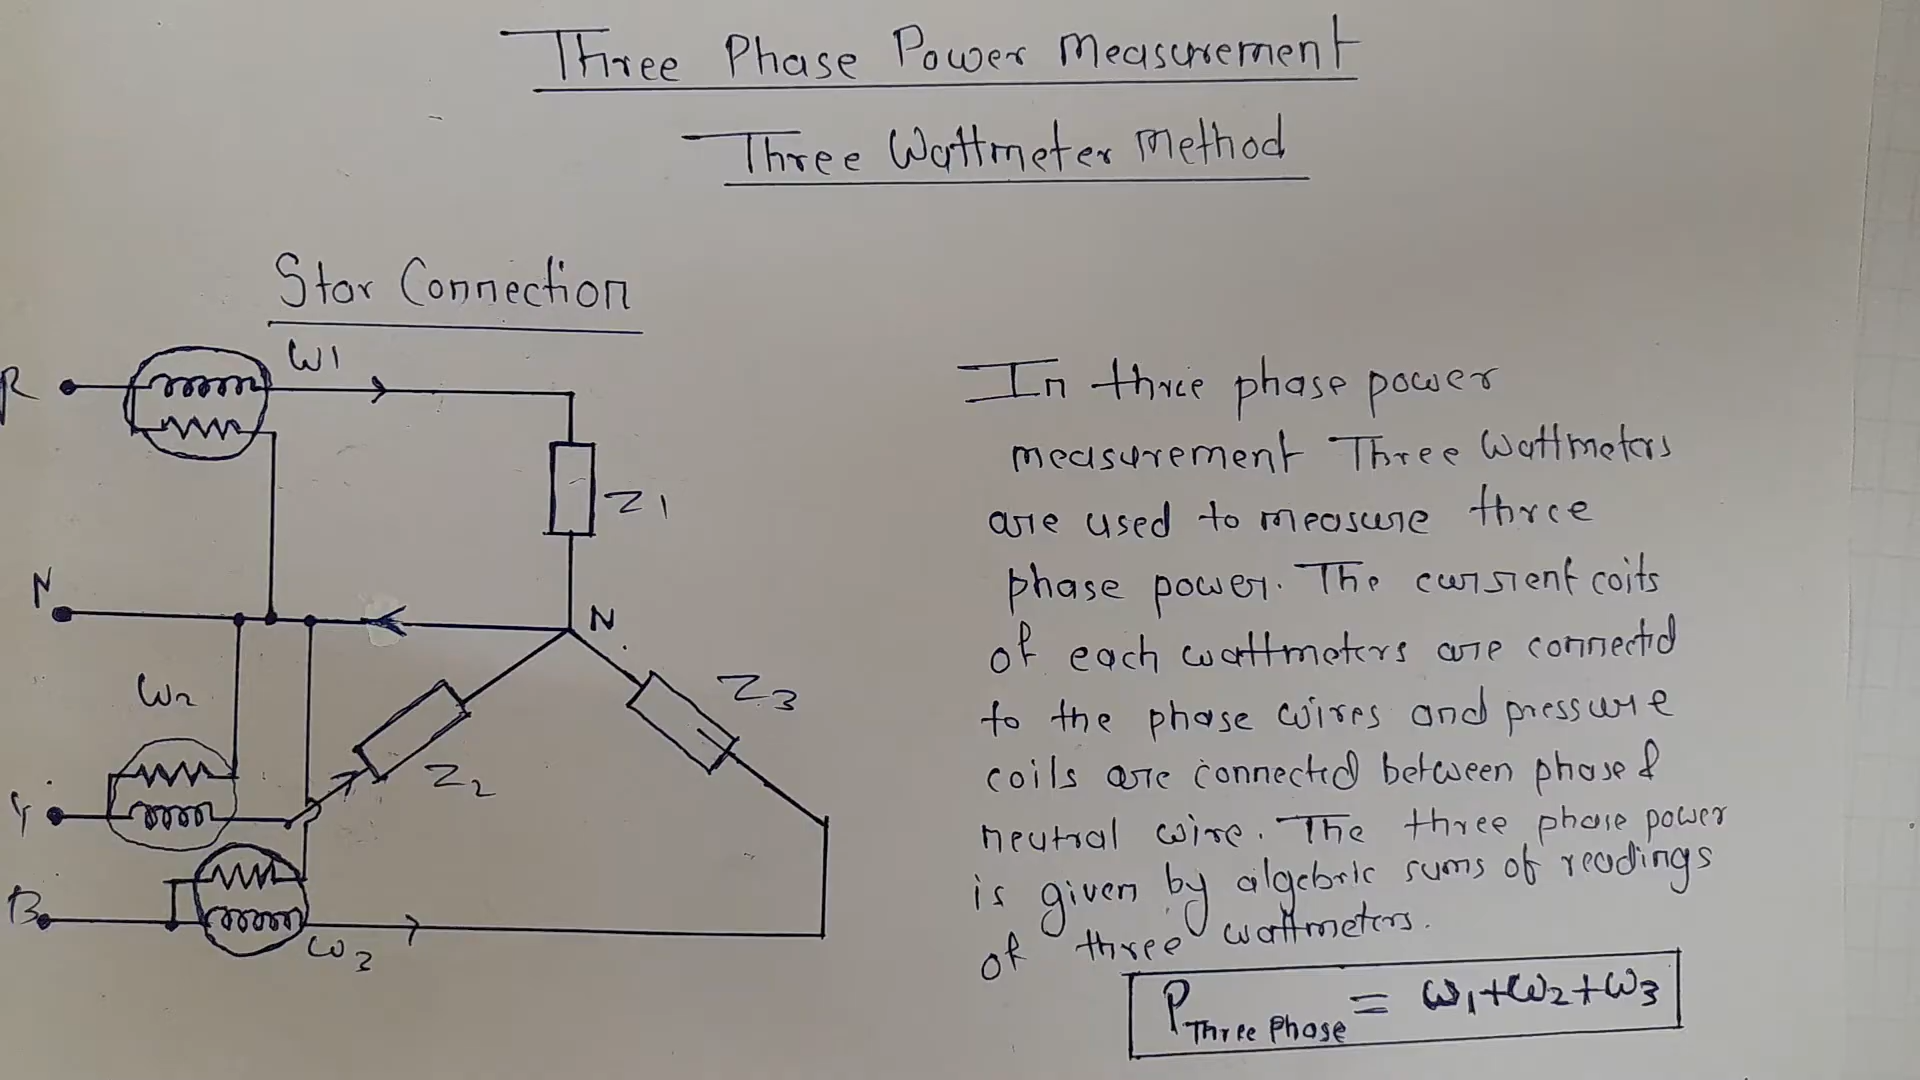 Three Phase Power Measurement
Three Wattmeter Method
Star Connection
W1
R
Z1
N
N
W2
Z3
Z2
Y
B
W3
In three phase power
measurement Three Wattmeters
are used to measure three
phase power. The current coils
of each wattmeters are connected
to the phase wires and pressure
coils are connected between phase &
neutral wire. The three phase power
is given by algebric sums of readings
of three wattmeters.
P Three Phase = W1+W2+W3